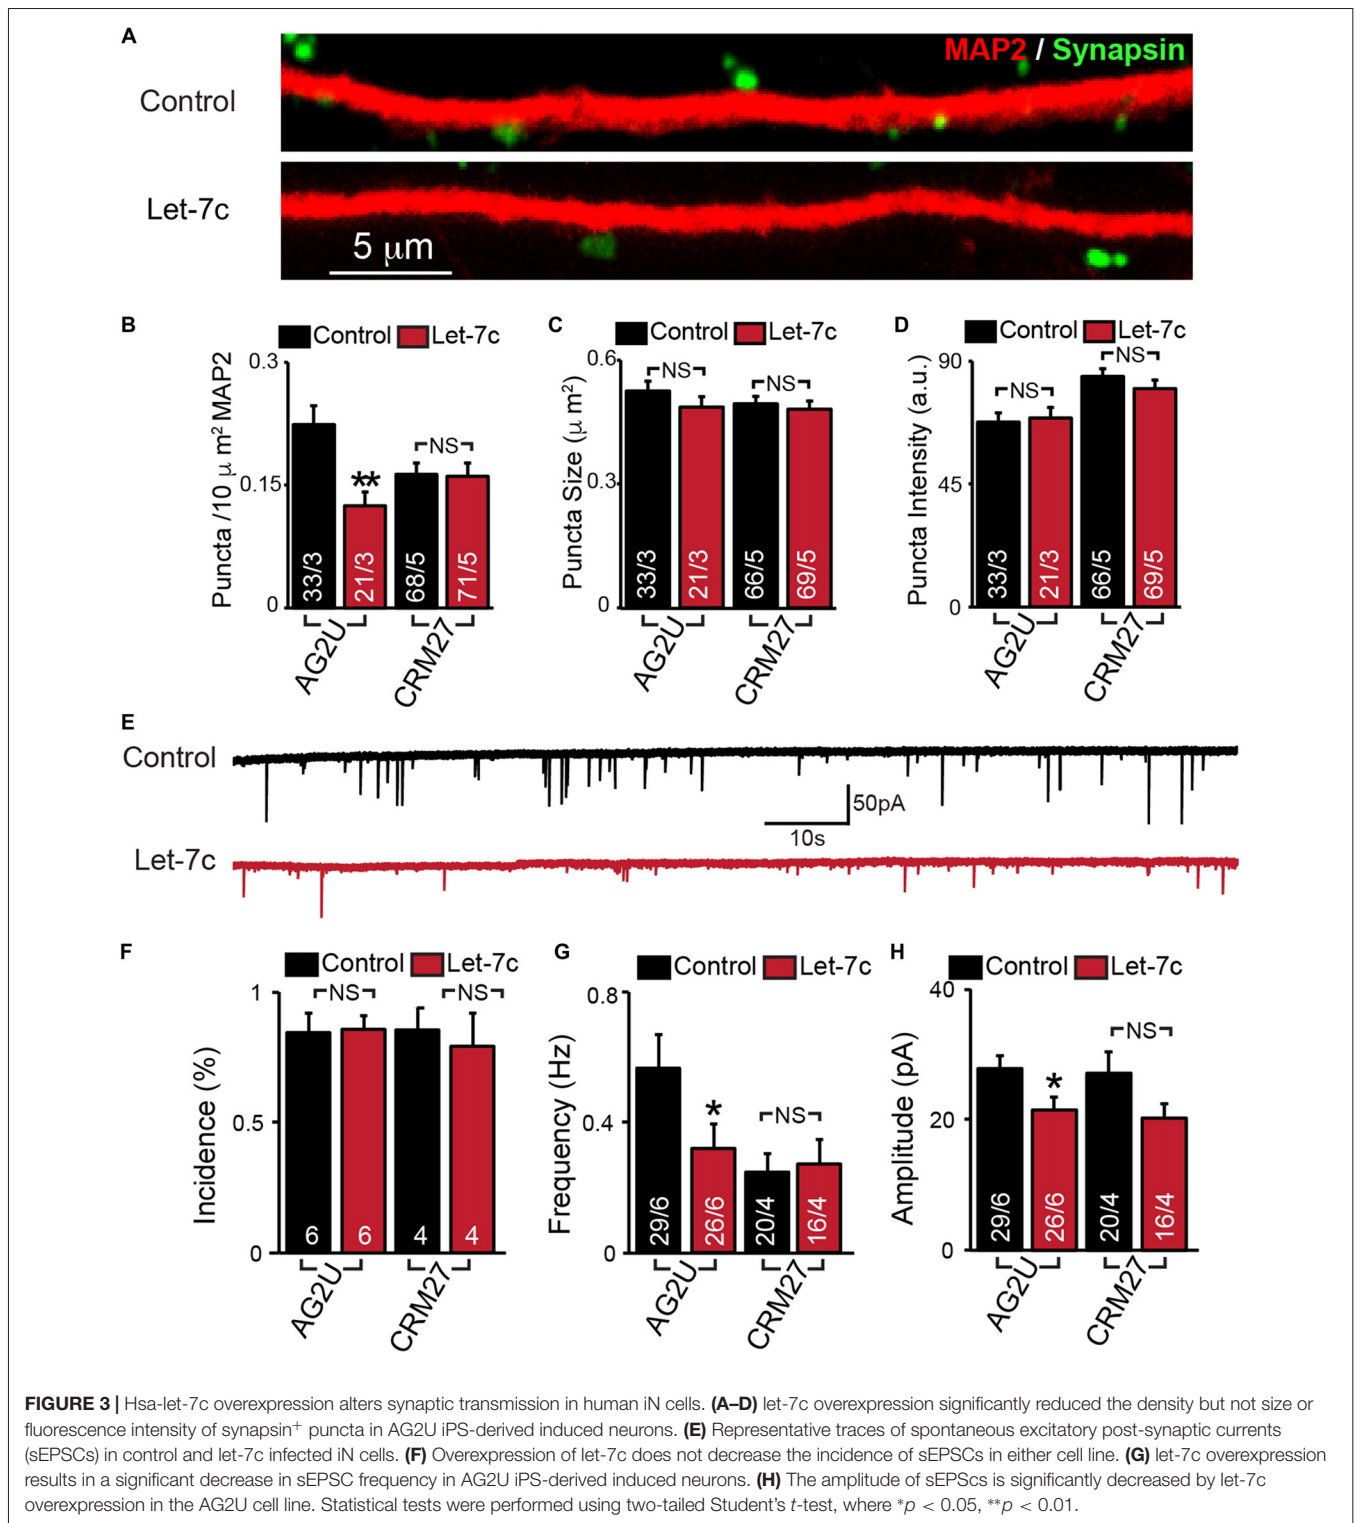 A
MAP2 / Synapsin
Control
Let-7c
5 μm
B
Control Let-7c
Puncta /10 μ m² MAP2
0.3
0.15
0
**
NS
33/3
21/3
68/5
71/5
AG2U
CRM27
C
Control Let-7c
Puncta Size (μ m²)
0.6
0.3
0
NS
NS
33/3
21/3
66/5
69/5
AG2U
CRM27
D
Control Let-7c
Puncta Intensity (a.u.)
90
45
0
NS
NS
33/3
21/3
66/5
69/5
AG2U
CRM27
E
Control
50pA
10s
Let-7c
F
Control Let-7c
Incidence (%)
1
0.5
0
NS
NS
6
6
4
4
AG2U
CRM27
G
Control Let-7c
Frequency (Hz)
0.8
0.4
0
*
NS
29/6
26/6
20/4
16/4
AG2U
CRM27
H
Control Let-7c
Amplitude (pA)
40
20
0
*
NS
29/6
26/6
20/4
16/4
AG2U
CRM27
FIGURE 3 | Hsa-let-7c overexpression alters synaptic transmission in human iN cells. (A–D) let-7c overexpression significantly reduced the density but not size or
fluorescence intensity of synapsin⁺ puncta in AG2U iPS-derived induced neurons. (E) Representative traces of spontaneous excitatory post-synaptic currents
(sEPSCs) in control and let-7c infected iN cells. (F) Overexpression of let-7c does not decrease the incidence of sEPSCs in either cell line. (G) let-7c overexpression
results in a significant decrease in sEPSC frequency in AG2U iPS-derived induced neurons. (H) The amplitude of sEPScs is significantly decreased by let-7c
overexpression in the AG2U cell line. Statistical tests were performed using two-tailed Student's t-test, where *p < 0.05, **p < 0.01.